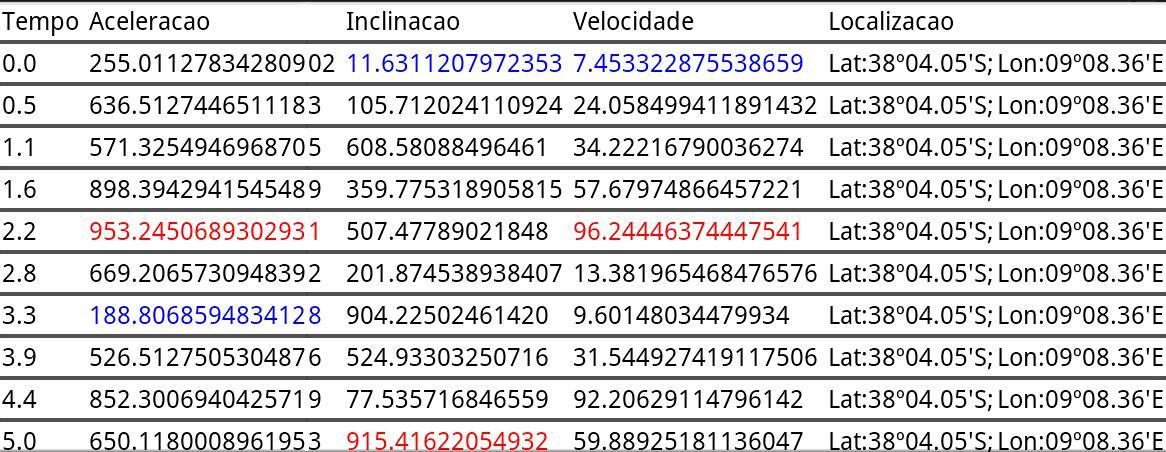 Tempo Aceleracao Inclinacao Velocidade Localizacao
0.0 255.01127834280902 11.6311207972353 7.453322875538659 Lat:38º04.05'S; Lon:09º08.36'E
0.5 636.5127446511183 105.712024110924 24.058499411891432 Lat:38º04.05'S; Lon:09º08.36'E
1.1 571.3254946968705 608.58088496461 34.22216790036274 Lat:38º04.05'S; Lon:09º08.36'E
1.6 898.3942941545489 359.775318905815 57.67974866457221 Lat:38º04.05'S; Lon:09º08.36'E
2.2 953.2450689302931 507.47789021848 96.24446374447541 Lat:38º04.05'S; Lon:09º08.36'E
2.8 669.2065730948392 201.874538938407 13.381965468476576 Lat:38º04.05'S; Lon:09º08.36'E
3.3 188.8068594834128 904.22502461420 9.60148034479934 Lat:38º04.05'S; Lon:09º08.36'E
3.9 526.5127505304876 524.93303250716 31.544927419117506 Lat:38º04.05'S; Lon:09º08.36'E
4.4 852.3006940425719 77.535716846559 92.20629114796142 Lat:38º04.05'S; Lon:09º08.36'E
5.0 650.1180008961953 915.41622054932 59.88925181136047 Lat:38º04.05'S; Lon:09º08.36'E